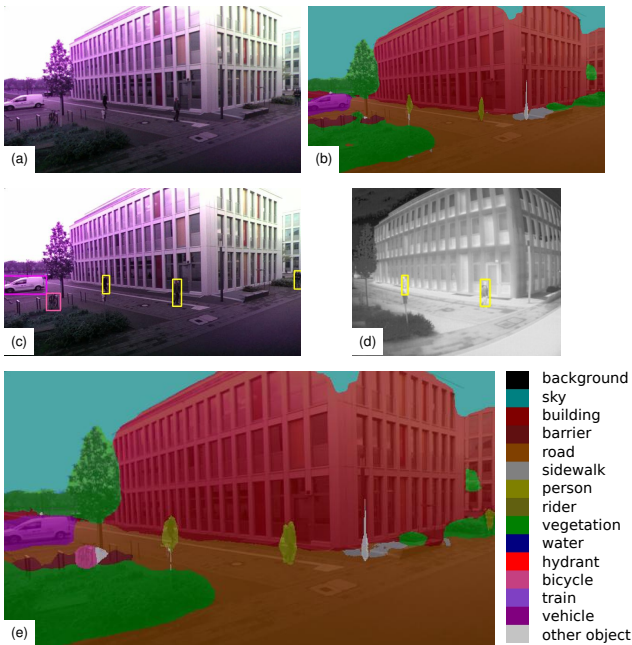 (a)
(b)
(c)
(d)
(e)
background
sky
building
barrier
road
sidewalk
person
rider
vegetation
water
hydrant
bicycle
train
vehicle
other object